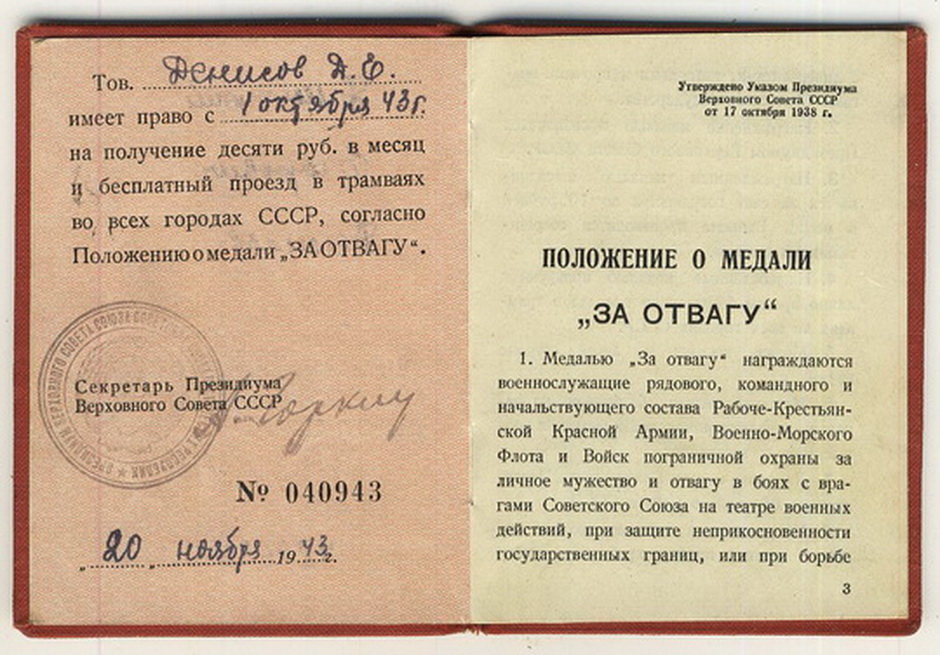 Тов. Денисов Д.Е.
имеет право с 1 октября 43г.
на получение десяти руб. в месяц
и бесплатный проезд в трамваях
во всех городах СССР, согласно
Положению о медали „ЗА ОТВАГУ“.
Секретарь Президиума
Верховного Совета СССР
№ 040943
„20„ ноября 1943г.
Утверждено Указом Президиума
Верховного Совета СССР
от 17 октября 1938 г.
ПОЛОЖЕНИЕ О МЕДАЛИ
„ЗА ОТВАГУ“
1. Медалью „За отвагу“ награждаются
военнослужащие рядового, командного и
начальствующего состава Рабоче-Крестьян-
ской Красной Армии, Военно-Морского
Флота и Войск пограничной охраны за
личное мужество и отвагу в боях с вра-
гами Советского Союза на театре военных
действий, при защите неприкосновенности
государственных границ, или при борьбе
3